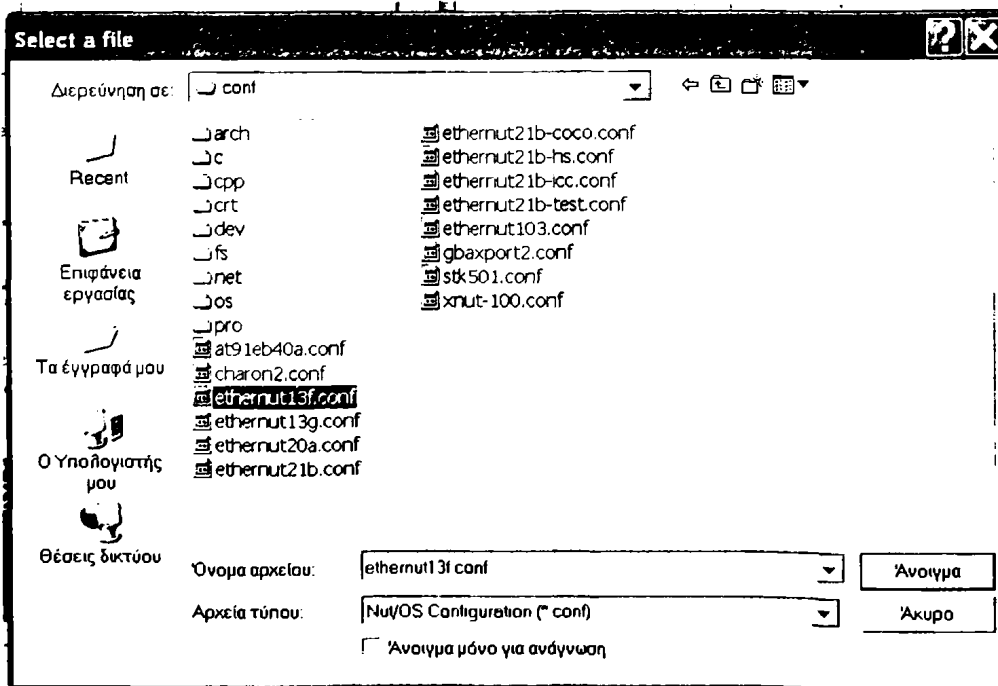 Select a file
Διερεύνηση σε:
conf
Recent
Επιφάνεια
εργασίας
Τα έγγραφά μου
Ο Υπολογιστής
μου
Θέσεις δικτύου
arch
c
cpp
crt
dev
fs
net
os
pro
at91eb40a.conf
charon2.conf
ethernut13f.conf
ethernut13g.conf
ethernut20a.conf
ethernut21b.conf
ethernut21b-coco.conf
ethernut21b-hs.conf
ethernut21b-icc.conf
ethernut21b-test.conf
ethernut103.conf
gbaxport2.conf
stk501.conf
xnut-100.conf
Όνομα αρχείου:
ethernut13f.conf
Άνοιγμα
Αρχεία τύπου:
Nut/OS Configuration (*.conf)
Άκυρο
Άνοιγμα μόνο για ανάγνωση